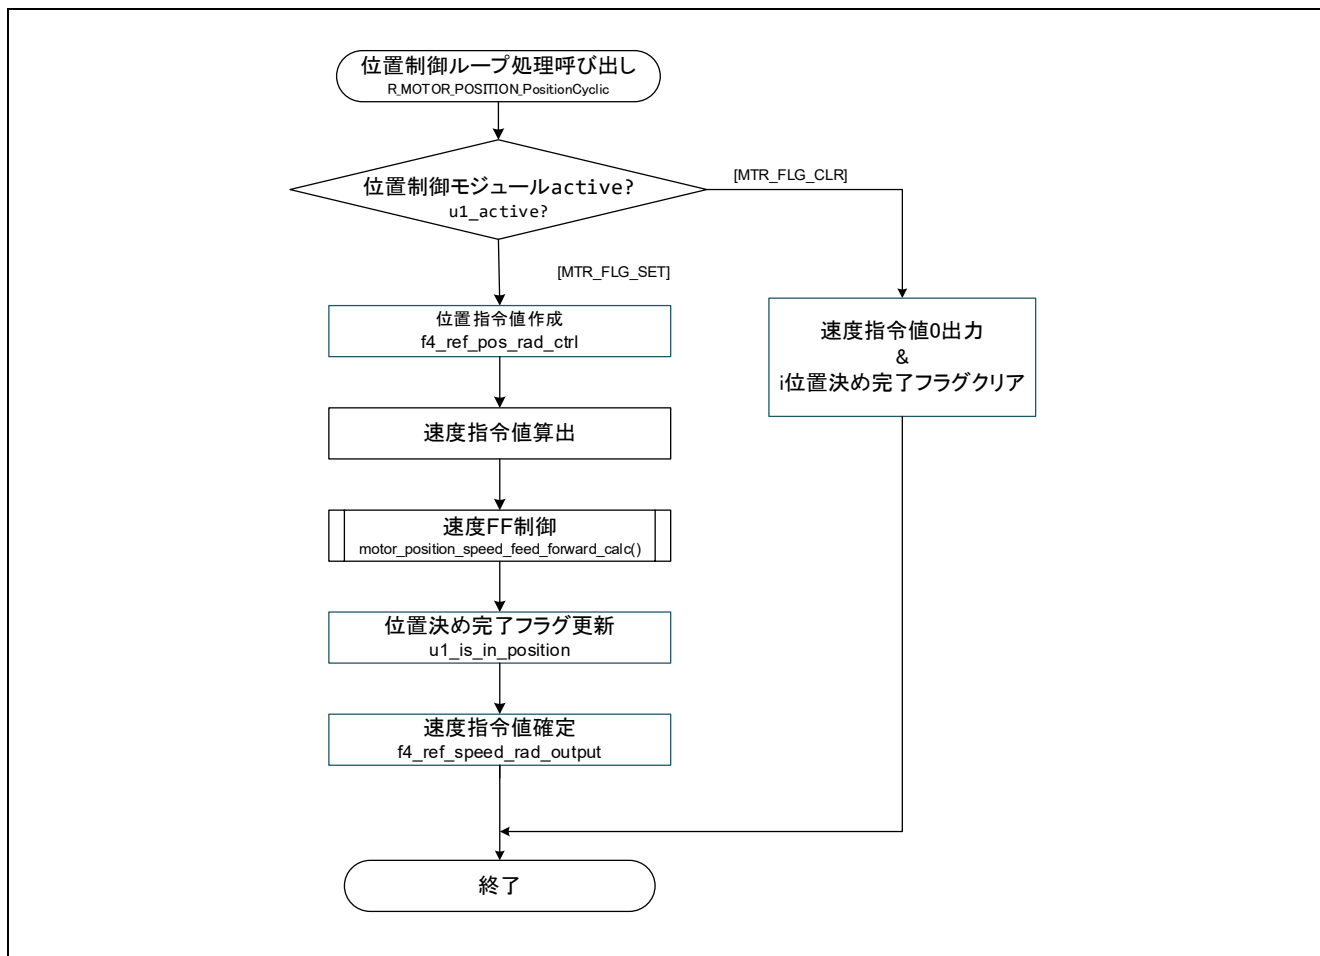 位置制御ループ処理呼び出し
R_MOTOR_POSITION_PositionCyclic
位置制御モジュールactive?
u1_active?
[MTR_FLG_CLR]
[MTR_FLG_SET]
位置指令値作成
f4_ref_pos_rad_ctrl
速度指令値0出力
&
i位置決め完了フラグクリア
速度指令値算出
速度FF制御
motor_position_speed_feed_forward_calc()
位置決め完了フラグ更新
u1_is_in_position
速度指令値確定
f4_ref_speed_rad_output
終了